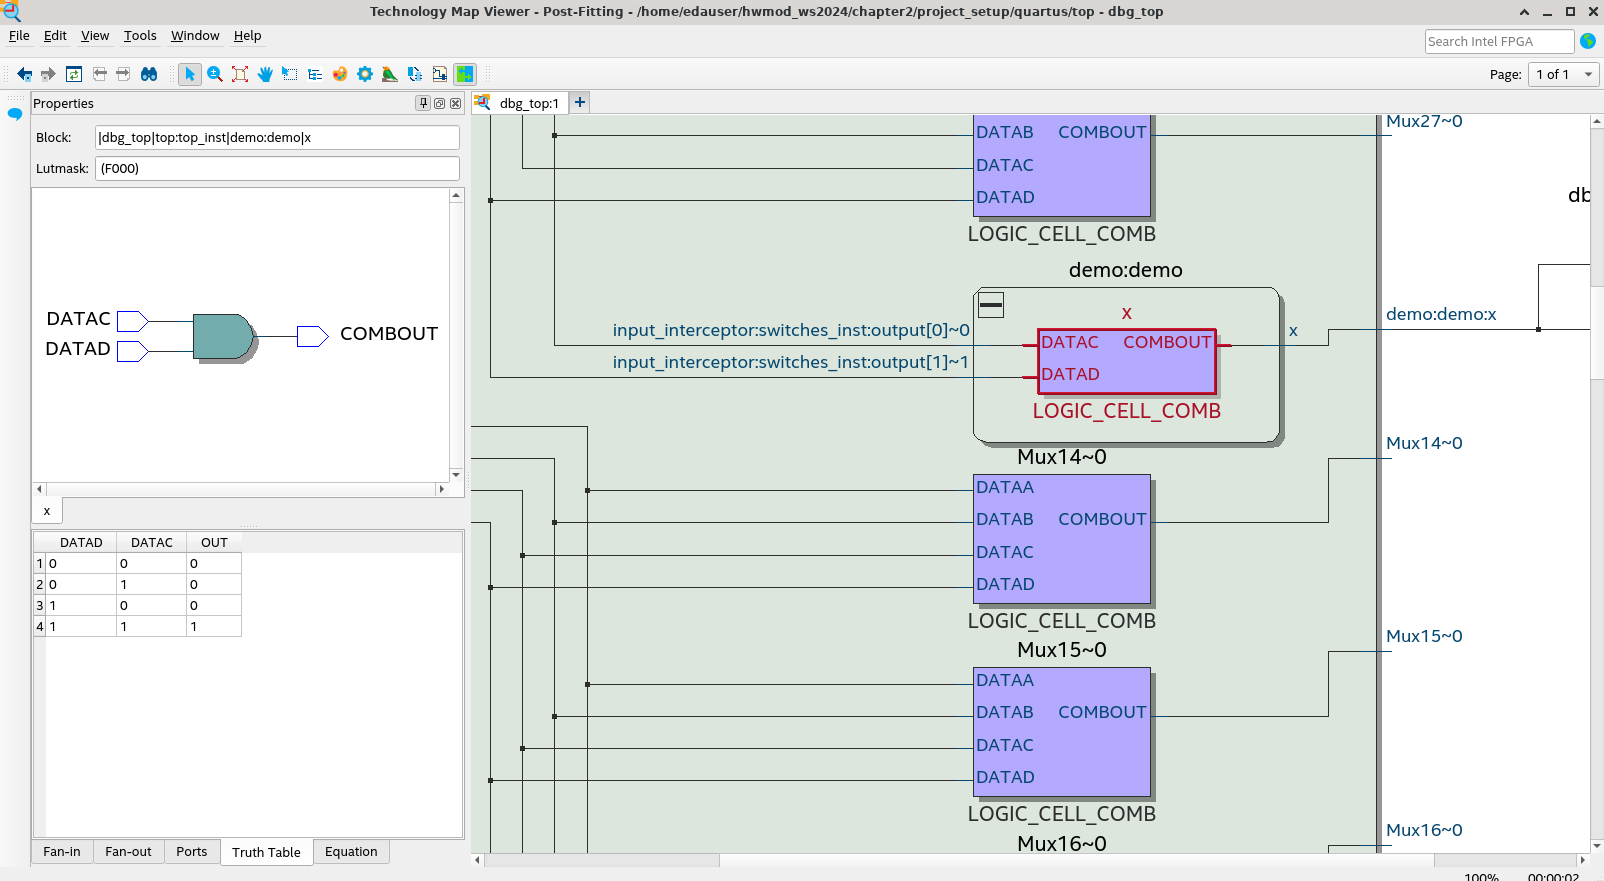 Technology Map Viewer - Post-Fitting - /home/edauser/hwmod_ws2024/chapter2/project_setup/quartus/top - dbg_top
File Edit View Tools Window Help
Search Intel FPGA
Page: 1 of 1
Properties
Block: |dbg_top|top:top_inst|demo:demo|x
Lutmask: (F000)
DATAC
DATAD
COMBOUT
x
DATAD DATAC OUT
1 0 0 0
2 0 1 0
3 1 0 0
4 1 1 1
Fan-in Fan-out Ports Truth Table Equation
dbg_top:1
DATAB COMBOUT
DATAC
DATAD
LOGIC_CELL_COMB
Mux27~0
db
demo:demo
x
input_interceptor:switches_inst:output[0]~0
input_interceptor:switches_inst:output[1]~1
DATAC COMBOUT
DATAD
LOGIC_CELL_COMB
x
demo:demo:x
Mux14~0
DATAA
DATAB COMBOUT
DATAC
DATAD
LOGIC_CELL_COMB
Mux14~0
Mux15~0
DATAA
DATAB COMBOUT
DATAC
DATAD
LOGIC_CELL_COMB
Mux15~0
Mux16~0
Mux16~0
100% 00:00:02